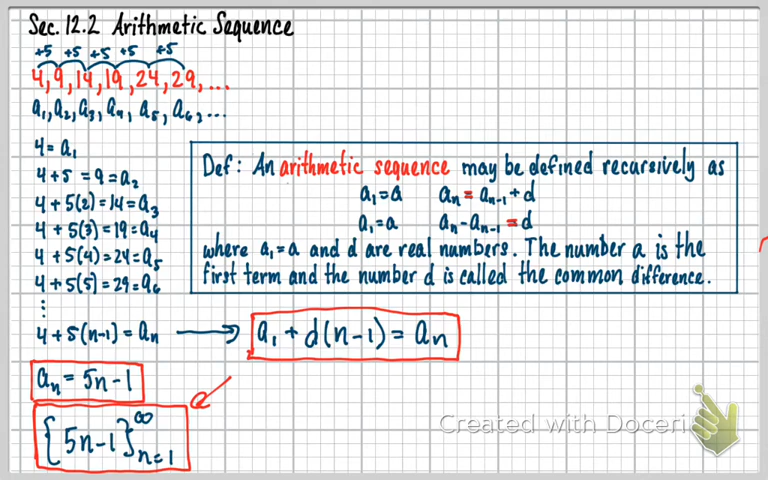 Sec. 12.2 Arithmetic Sequence
+5 +5 +5 +5 +5
4, 9, 14, 19, 24, 29, ...
a₁, a₂, a₃, a₄, a₅, a₆, ...
4 = a₁
4 + 5 = 9 = a₂
4 + 5(2) = 14 = a₃
4 + 5(3) = 19 = a₄
4 + 5(4) = 24 = a₅
4 + 5(5) = 29 = a₆
⋮
4 + 5(n-1) = aₙ → a₁ + d(n-1) = aₙ
aₙ = 5n-1
{5n-1}ₙ₌₁^∞
Def: An arithmetic sequence may be defined recursively as
a₁ = a aₙ = aₙ₋₁ + d
a₁ = a aₙ - aₙ₋₁ = d
where a₁ = a and d are real numbers. The number a is the
first term and the number d is called the common difference.
Created with Doceri